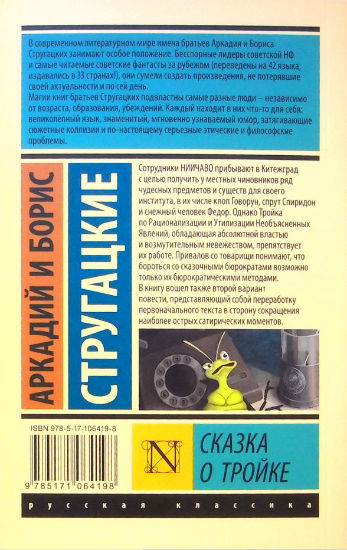 В современном литературном мире имена братьев Аркадия и Бориса
Стругацких занимают особое положение. Бесспорные лидеры советской НФ
и самые читаемые советские фантасты за рубежом (переведены на 42 языка,
издавались в 33 странах!), они сумели создать произведения, не потерявшие
своей актуальности и по сей день.
Магии книг братьев Стругацких подвластны самые разные люди – независимо
от возраста, образования, убеждений. Каждый находит в них что-то для себя:
великолепный язык, знаменитый, мгновенно узнаваемый юмор, затягивающие
сюжетные коллизии и по-настоящему серьезные этические и философские
проблемы.
АРКАДИЙ И БОРИС
СТРУГАЦКИЕ
Сотрудники НИИЧАВО прибывают в Китежград
с целью получить у местных чиновников ряд
чудесных предметов и существ для своего
института, в их числе клоп Говорун, спрут Спиридон
и снежный человек Федор. Однако Тройка
по Рационализации и Утилизации Необъясненных
Явлений, обладающая абсолютной властью
и возмутительным невежеством, препятствует
их работе. Привалов со товарищи понимают, что
бороться со сказочными бюрократами возможно
только их бюрократическими методами.
В книгу вошел также второй вариант
повести, представляющий собой переработку
первоначального текста в сторону сокращения
наиболее острых сатирических моментов.
ISBN 978-5-17-106419-8
9 785171 064198
N
СКАЗКА
О ТРОЙКЕ
русская классика